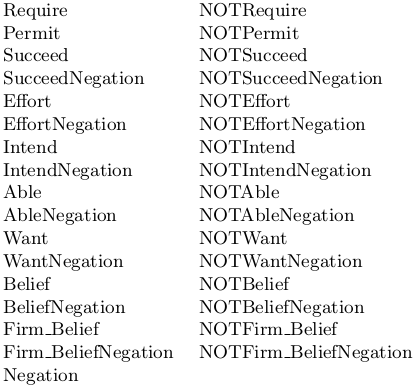 Require NOTRequire
Permit NOTPermit
Succeed NOTSucceed
SucceedNegation NOTSucceedNegation
Effort NOTEffort
EffortNegation NOTEffortNegation
Intend NOTIntend
IntendNegation NOTIntendNegation
Able NOTAble
AbleNegation NOTAbleNegation
Want NOTWant
WantNegation NOTWantNegation
Belief NOTBelief
BeliefNegation NOTBeliefNegation
Firm_Belief NOTFirm_Belief
Firm_BeliefNegation NOTFirm_BeliefNegation
Negation